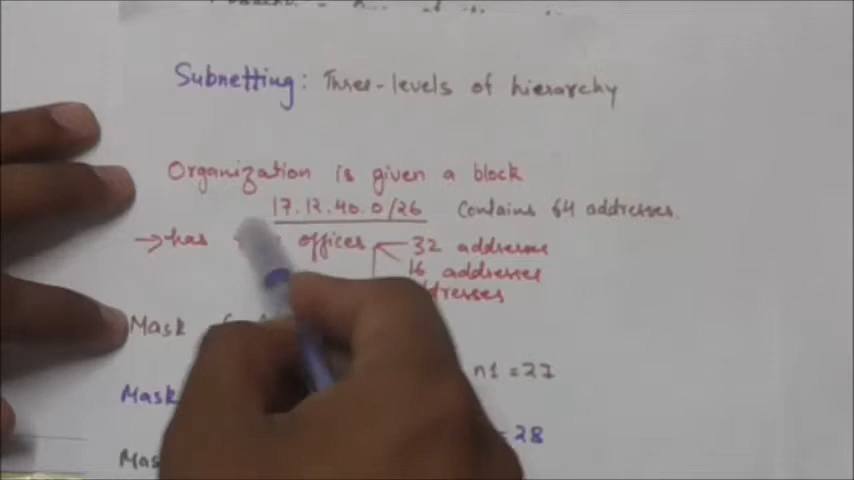 Subnetting: Three-levels of hierarchy
Organization is given a block
17.12.40.0/26 Contains 64 addresses.
→has offices 32 addresses
16 addresses
Mask n1 = 27
Mask = 28